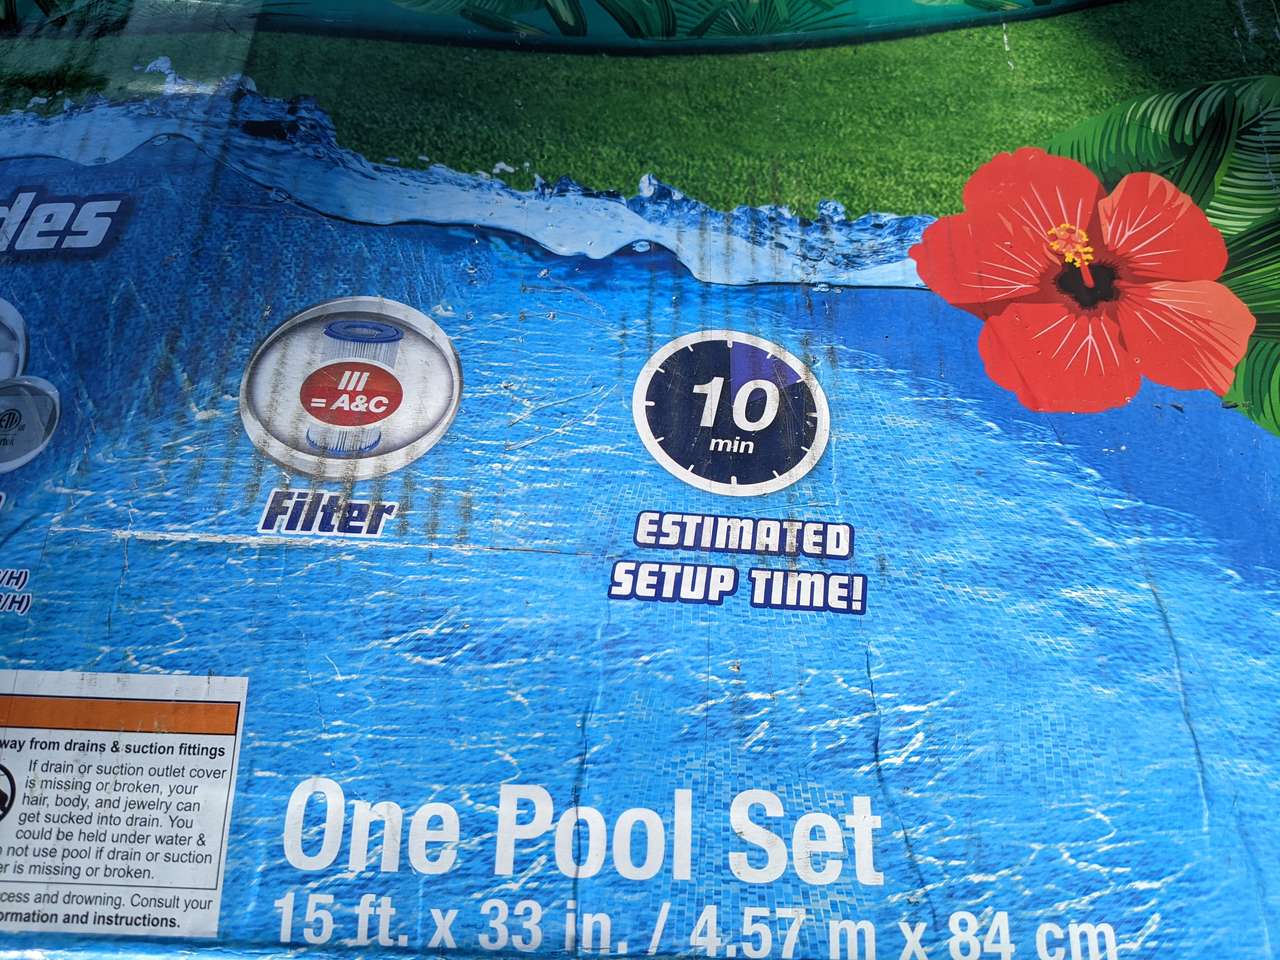 des
III
= A&C
Filter
10
min
ESTIMATED
SETUP TIME!
/H)
/H)
way from drains & suction fittings
If drain or suction outlet cover
is missing or broken, your
hair, body, and jewelry can
get sucked into drain. You
could be held under water &
not use pool if drain or suction
er is missing or broken.
cess and drowning. Consult your
ormation and instructions.
One Pool Set
15 ft. x 33 in. / 4.57 m x 84 cm